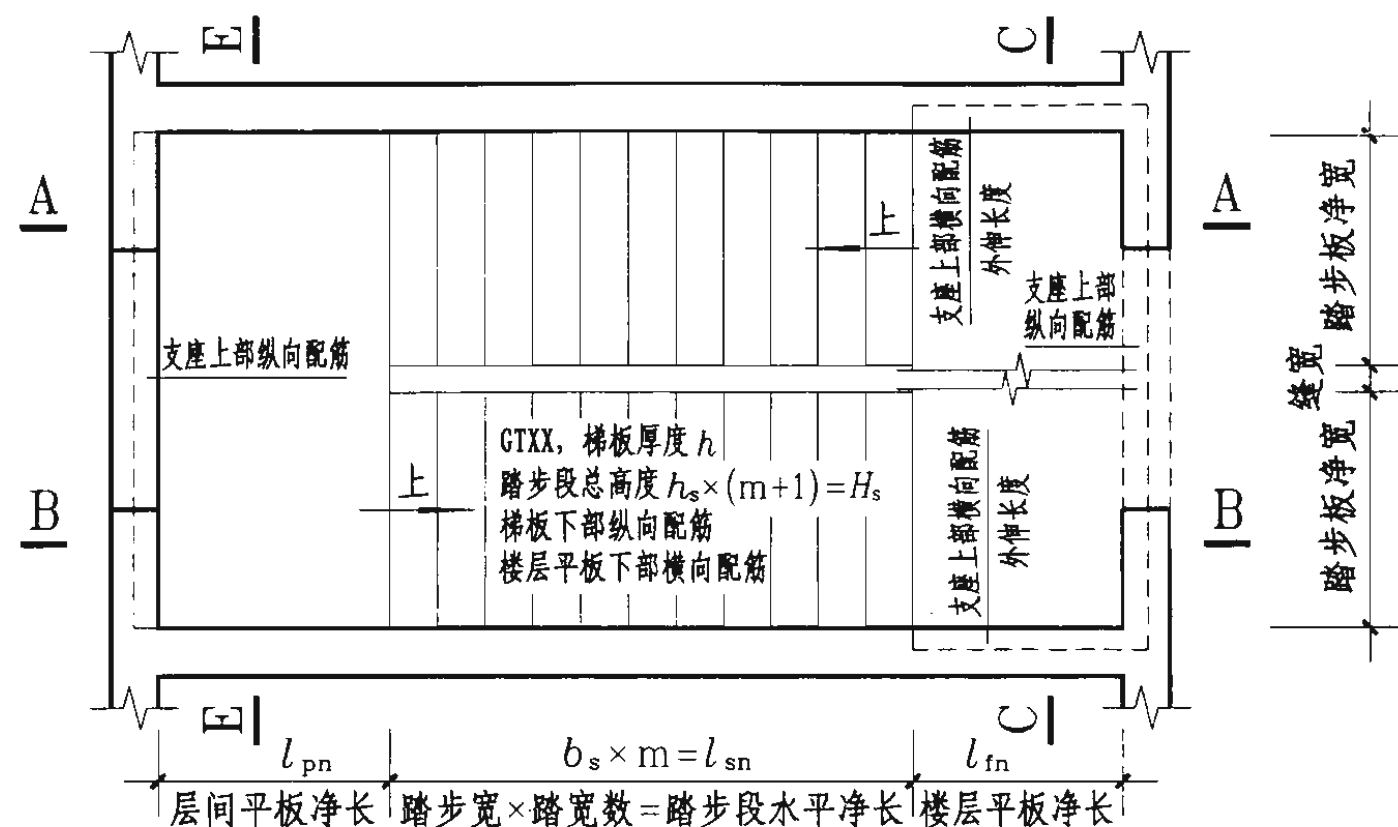 E
C
A
A
上
支座上部横向配筋
外伸长度
支座上部
纵向配筋
支座上部纵向配筋
踏步板净宽
缝宽
踏步板净宽
GTXX, 梯板厚度 h
踏步段总高度 hₛ×(m+1)=Hₛ
梯板下部纵向配筋
楼层平板下部横向配筋
上
支座上部横向配筋
外伸长度
B
B
E
C
lpn
bₛ×m=lsn
lfn
层间平板净长
踏步宽×踏宽数=踏步段水平净长
楼层平板净长